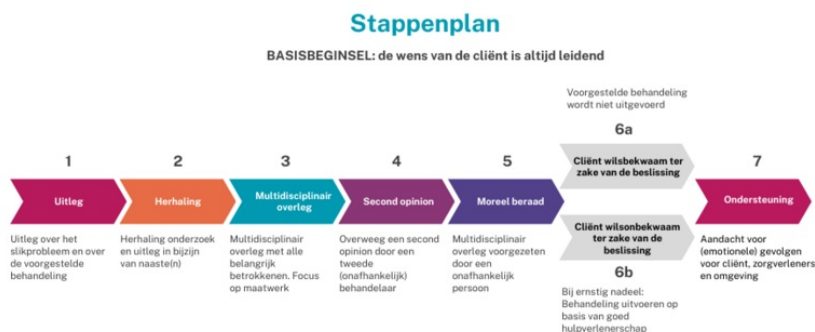 Stappenplan
BASISBEGINSEL: de wens van de cliënt is altijd leidend
1
Uitleg
Uitleg over het
slikprobleem en over
de voorgestelde
behandeling
2
Herhaling
Herhaling onderzoek
en uitleg in bijzijn
van naaste(n)
3
Multidisciplinair
overleg
Multidisciplinair
overleg met alle
belangrijk
betrokkenen. Focus
op maatwerk
4
Second opinion
Overweeg een second
opinion door een
tweede
(onafhankelijk)
behandelaar
5
Moreel beraad
Multidisciplinair
overleg voorgezeten
door een
onafhankelijk
persoon
Voorgestelde behandeling
wordt niet uitgevoerd
6a
Cliënt wilsbekwaam ter
zake van de beslissing
Cliënt wilsonbekwaam
ter zake van de
beslissing
6b
Bij ernstig nadeel:
Behandeling uitvoeren op
basis van goed
hulpverlenerschap
7
Ondersteuning
Aandacht voor
(emotionele) gevolgen
voor cliënt, zorgverleners
en omgeving